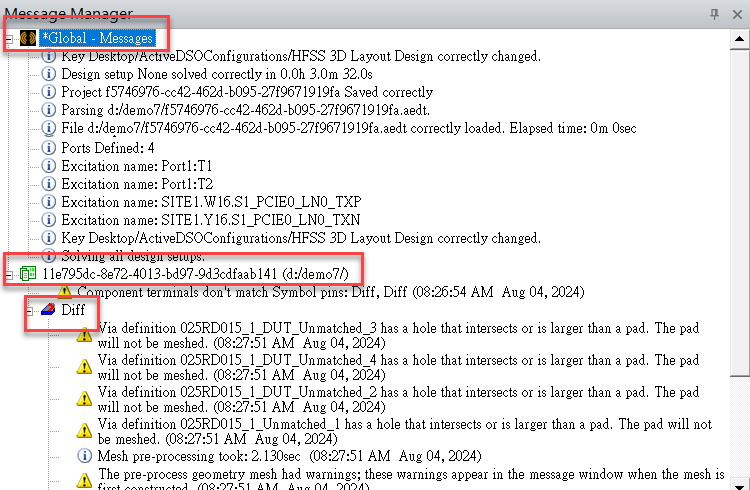 Message Manager
*Global - Messages
Key Desktop/ActiveDSOConfigurations/HFSS 3D Layout Design correctly changed.
Design setup None solved correctly in 0.0h 3.0m 32.0s
Project f5746976-cc42-462d-b095-27f9671919fa Saved correctly
Parsing d:/demo7/f5746976-cc42-462d-b095-27f9671919fa.aedt.
File d:/demo7/f5746976-cc42-462d-b095-27f9671919fa.aedt correctly loaded. Elapsed time: 0m 0sec
Ports Defined: 4
Excitation name: Port1:T1
Excitation name: Port1:T2
Excitation name: SITE1.W16.S1_PCIE0_LN0_TXP
Excitation name: SITE1.Y16.S1_PCIE0_LN0_TXN
Key Desktop/ActiveDSOConfigurations/HFSS 3D Layout Design correctly changed.
Solving all design setups.
11e795dc-8e72-4013-bd97-9d3cdfaab141 (d:/demo7/)
Component terminals don't match Symbol pins: Diff, Diff (08:26:54 AM  Aug 04, 2024)
Diff
Via definition 025RD015_1_DUT_Unmatched_3 has a hole that intersects or is larger than a pad. The pad
will not be meshed. (08:27:51 AM  Aug 04, 2024)
Via definition 025RD015_1_DUT_Unmatched_4 has a hole that intersects or is larger than a pad. The pad
will not be meshed. (08:27:51 AM  Aug 04, 2024)
Via definition 025RD015_1_DUT_Unmatched_2 has a hole that intersects or is larger than a pad. The pad
will not be meshed. (08:27:51 AM  Aug 04, 2024)
Via definition 025RD015_1_Unmatched_1 has a hole that intersects or is larger than a pad. The pad will not
be meshed. (08:27:51 AM  Aug 04, 2024)
Mesh pre-processing took: 2.130sec  (08:27:51 AM  Aug 04, 2024)
The pre-process geometry mesh had warnings; these warnings appear in the message window when the mesh is
first constructed. (08:27:51 AM  Aug 04, 2024)